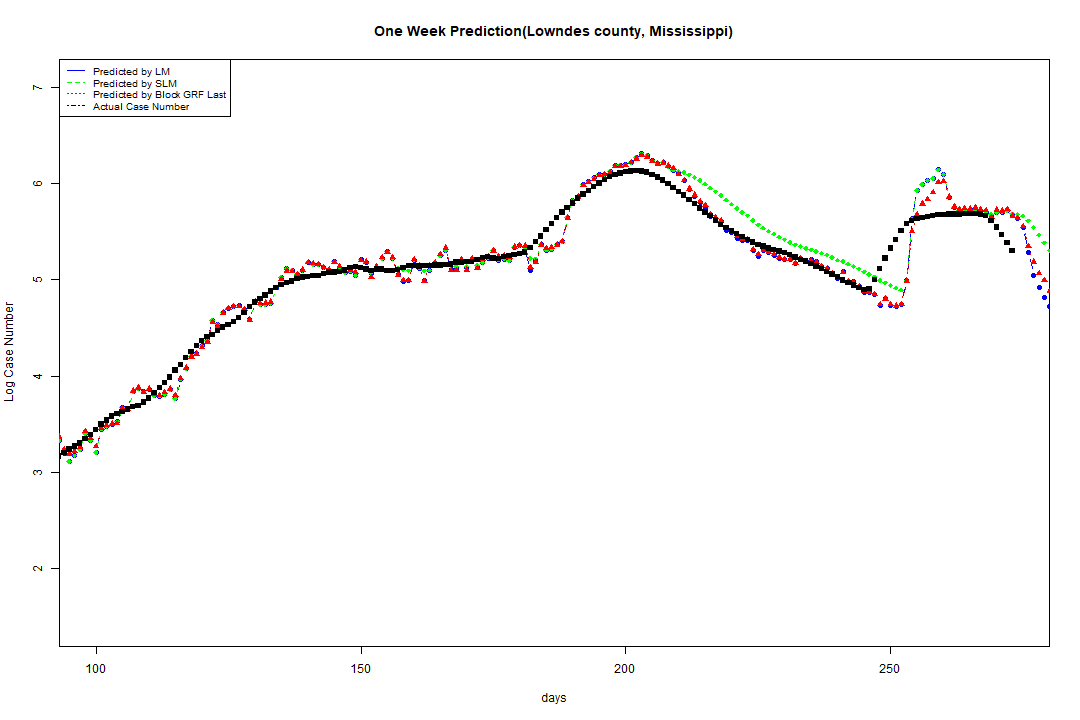 One Week Prediction(Lowndes county, Mississippi)
Predicted by LM
Predicted by SLM
Predicted by Block GRF Last
Actual Case Number
7
6
5
4
3
2
Log Case Number
100 150 200 250
days